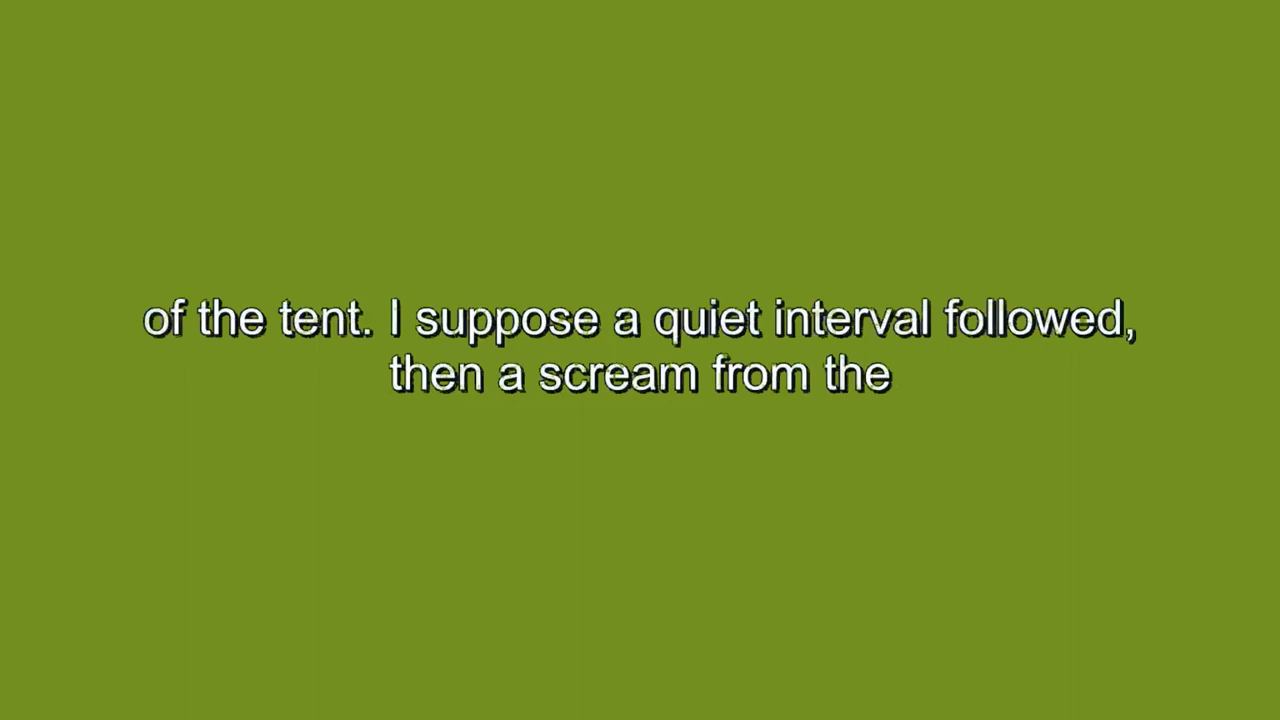 of the tent. I suppose a quiet interval followed,
then a scream from the